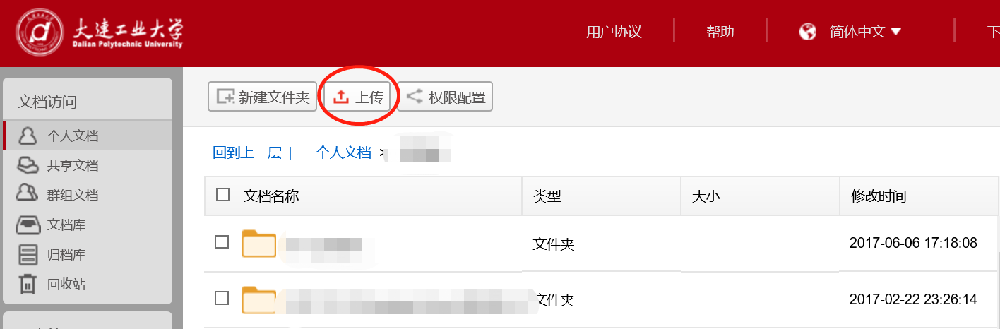 大连工业大学
Dalian Polytechnic University
用户协议 帮助 简体中文 下
文档访问
个人文档
共享文档
群组文档
文档库
归档库
回收站
新建文件夹 上传 权限配置
回到上一层 | 个人文档 >
文档名称 类型 大小 修改时间
文件夹 2017-06-06 17:18:08
文件夹 2017-02-22 23:26:14